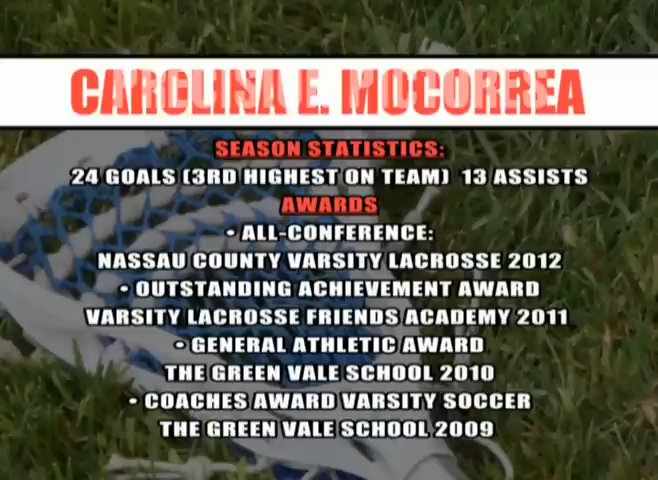 CAROLINA E. MOCORREA
SEASON STATISTICS:
24 GOALS (3RD HIGHEST ON TEAM) 13 ASSISTS
AWARDS
• ALL-CONFERENCE:
NASSAU COUNTY VARSITY LACROSSE 2012
• OUTSTANDING ACHIEVEMENT AWARD
VARSITY LACROSSE FRIENDS ACADEMY 2011
• GENERAL ATHLETIC AWARD
THE GREEN VALE SCHOOL 2010
• COACHES AWARD VARSITY SOCCER
THE GREEN VALE SCHOOL 2009